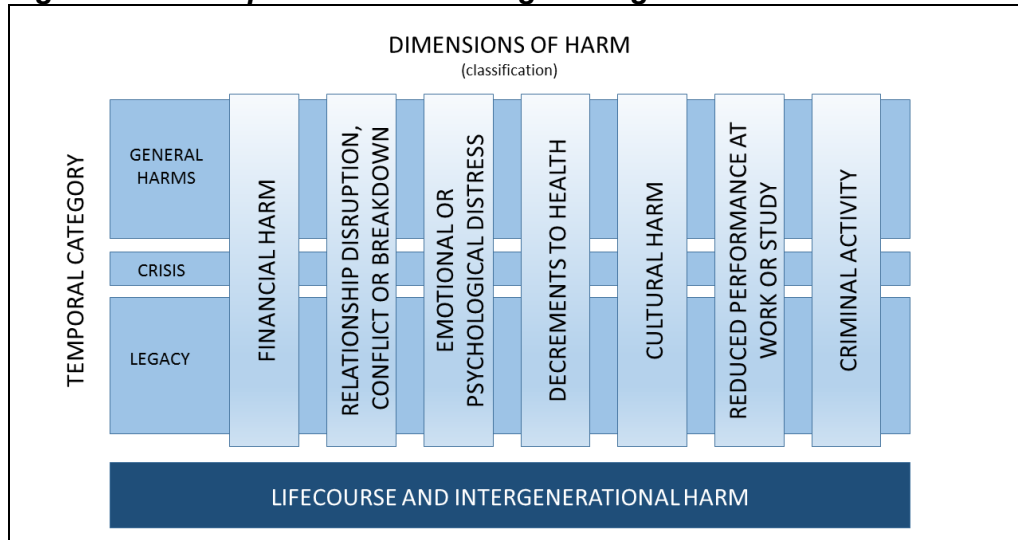 DIMENSIONS OF HARM
(classification)
TEMPORAL CATEGORY
GENERAL
HARMS
CRISIS
LEGACY
FINANCIAL HARM
RELATIONSHIP DISRUPTION,
CONFLICT OR BREAKDOWN
EMOTIONAL OR
PSYCHOLOGICAL DISTRESS
DECREMENTS TO HEALTH
CULTURAL HARM
REDUCED PERFORMANCE AT
WORK OR STUDY
CRIMINAL ACTIVITY
LIFECOURSE AND INTERGENERATIONAL HARM